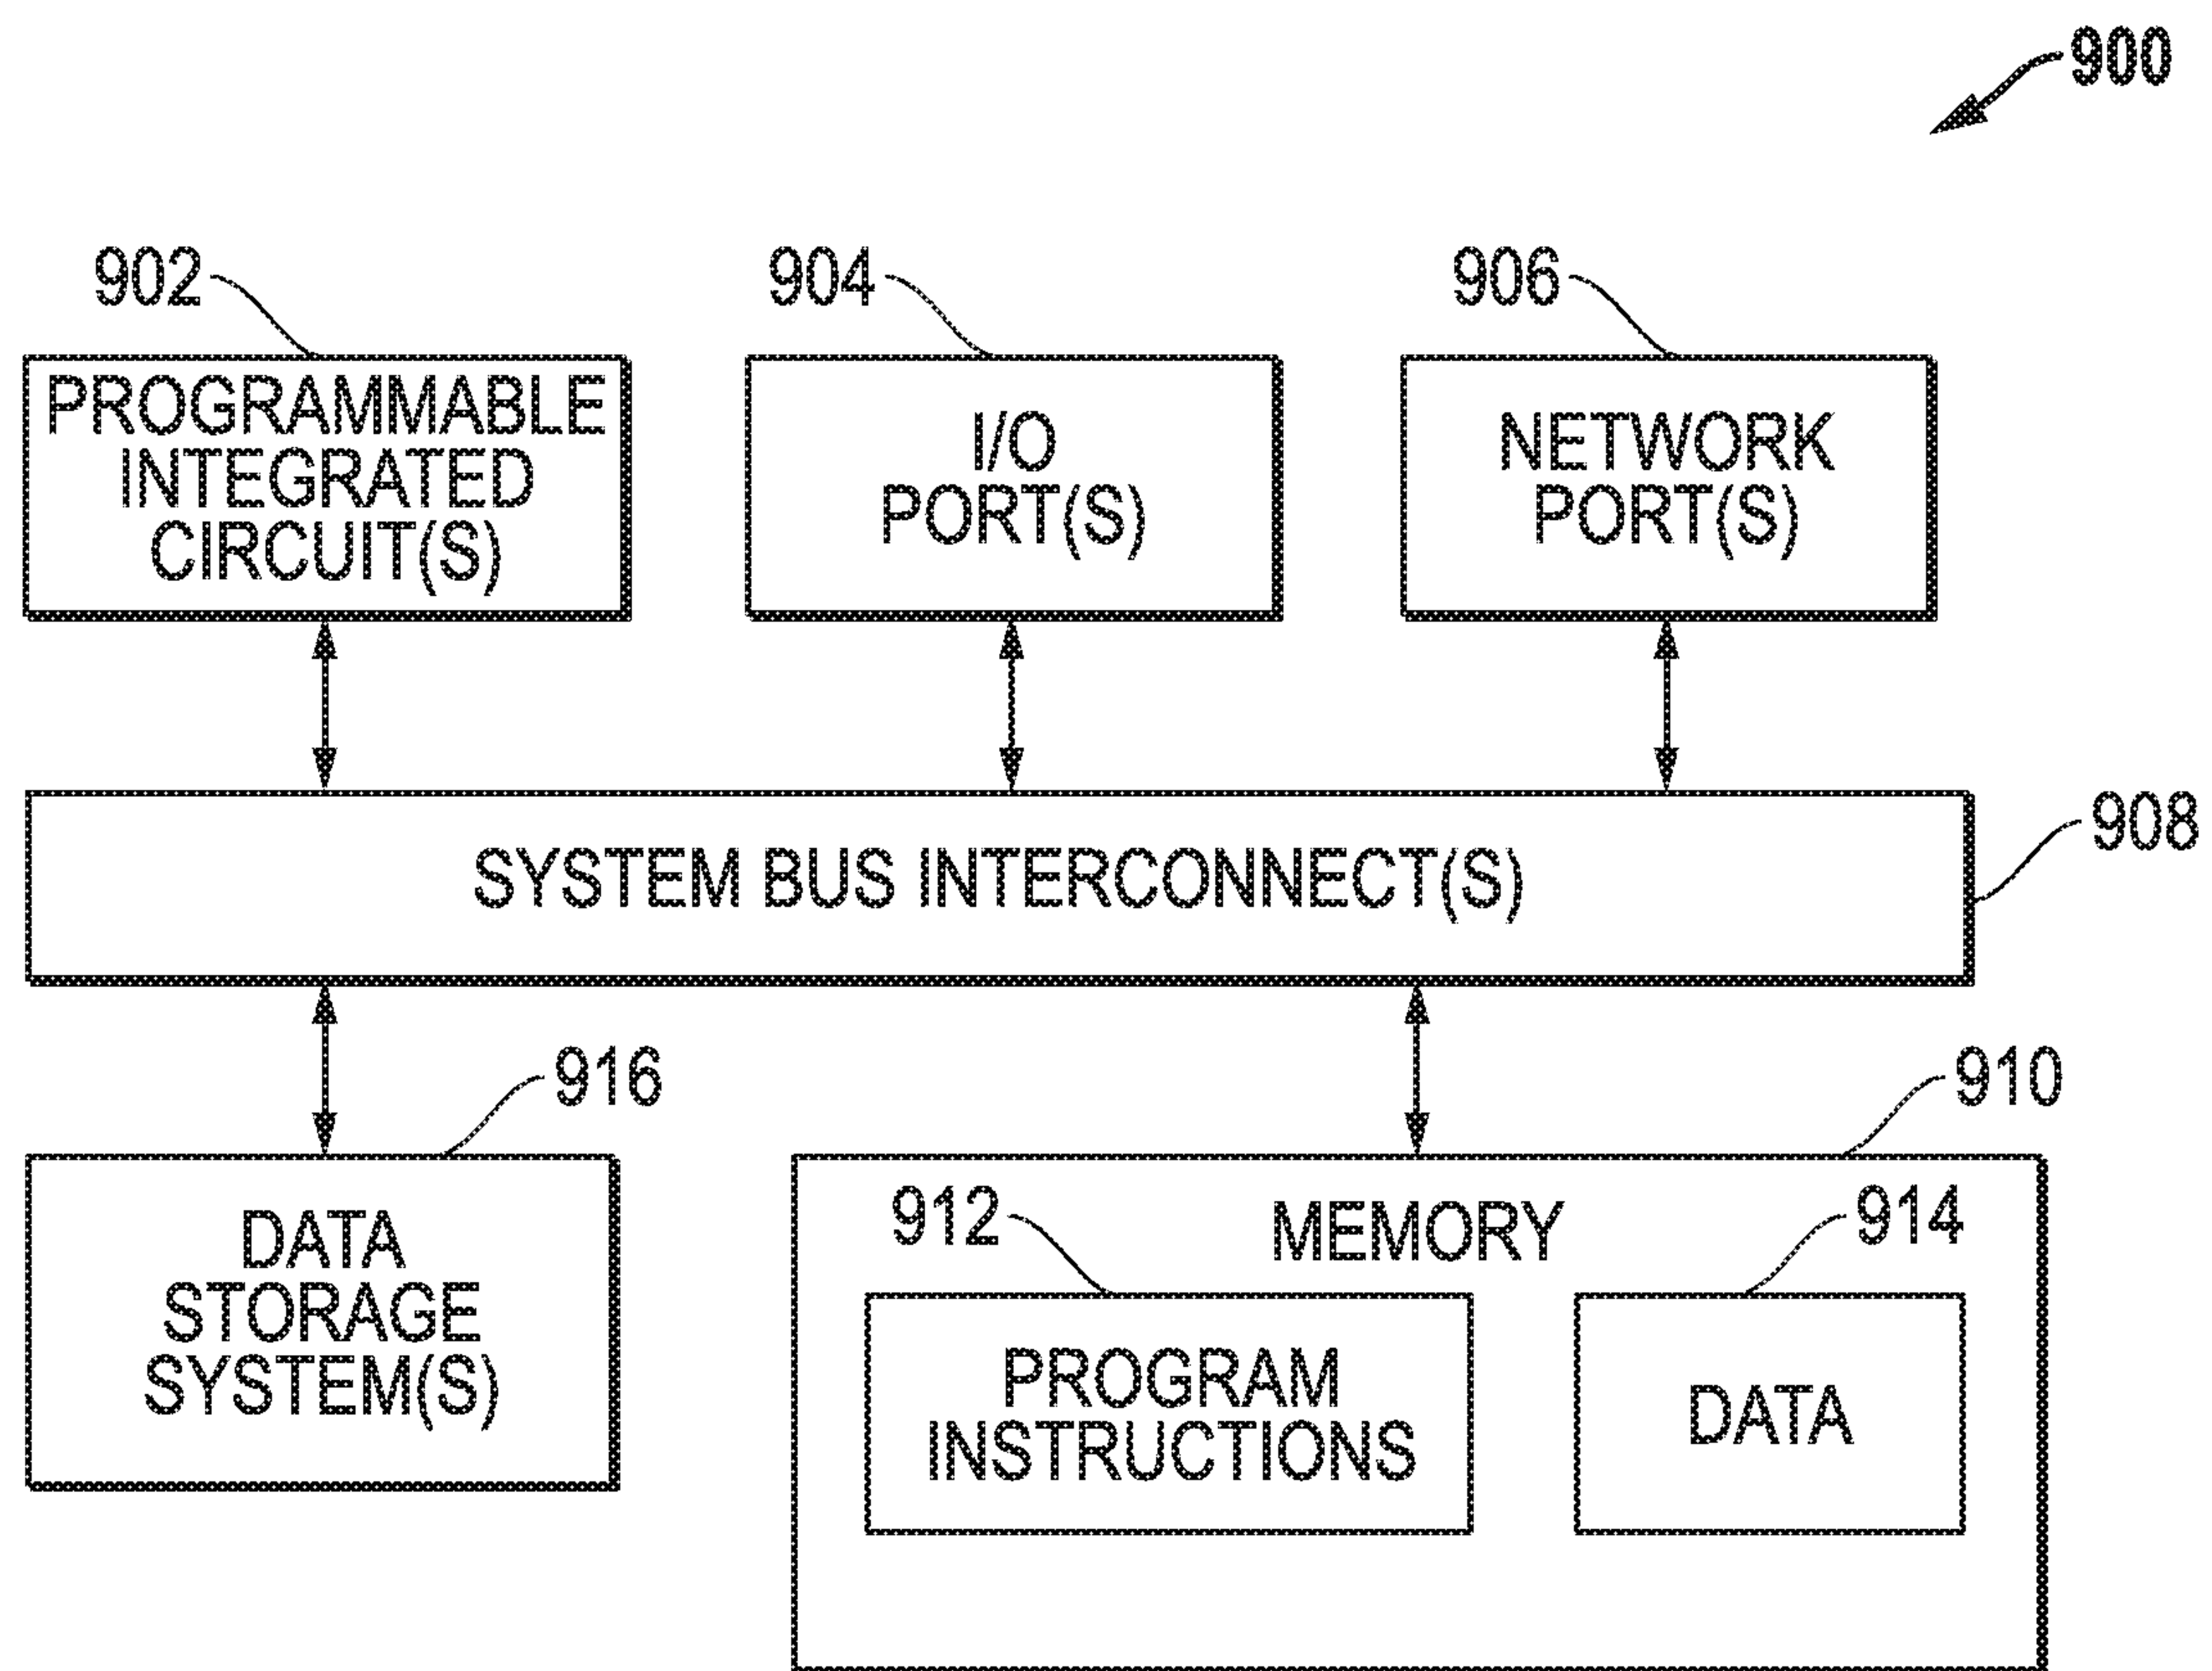 900
902
904
906
PROGRAMMABLE
INTEGRATED
CIRCUIT(S)
I/O
PORT(S)
NETWORK
PORT(S)
SYSTEM BUS INTERCONNECT(S)
908
916
910
DATA
STORAGE
SYSTEM(S)
912
MEMORY
914
PROGRAM
INSTRUCTIONS
DATA